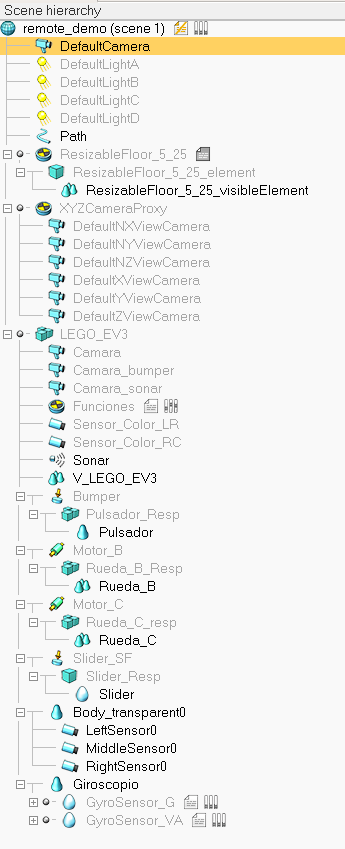 Scene hierarchy
remote_demo (scene 1)
DefaultCamera
DefaultLightA
DefaultLightB
DefaultLightC
DefaultLightD
Path
ResizableFloor_5_25
ResizableFloor_5_25_element
ResizableFloor_5_25_visibleElement
XYZCameraProxy
DefaultNXViewCamera
DefaultNYViewCamera
DefaultNZViewCamera
DefaultXViewCamera
DefaultYViewCamera
DefaultZViewCamera
LEGO_EV3
Camara
Camara_bumper
Camara_sonar
Funciones
Sensor_Color_LR
Sensor_Color_RC
Sonar
V_LEGO_EV3
Bumper
Pulsador_Resp
Pulsador
Motor_B
Rueda_B_Resp
Rueda_B
Motor_C
Rueda_C_resp
Rueda_C
Slider_SF
Slider_Resp
Slider
Body_transparent0
LeftSensor0
MiddleSensor0
RightSensor0
Giroscopio
GyroSensor_G
GyroSensor_VA